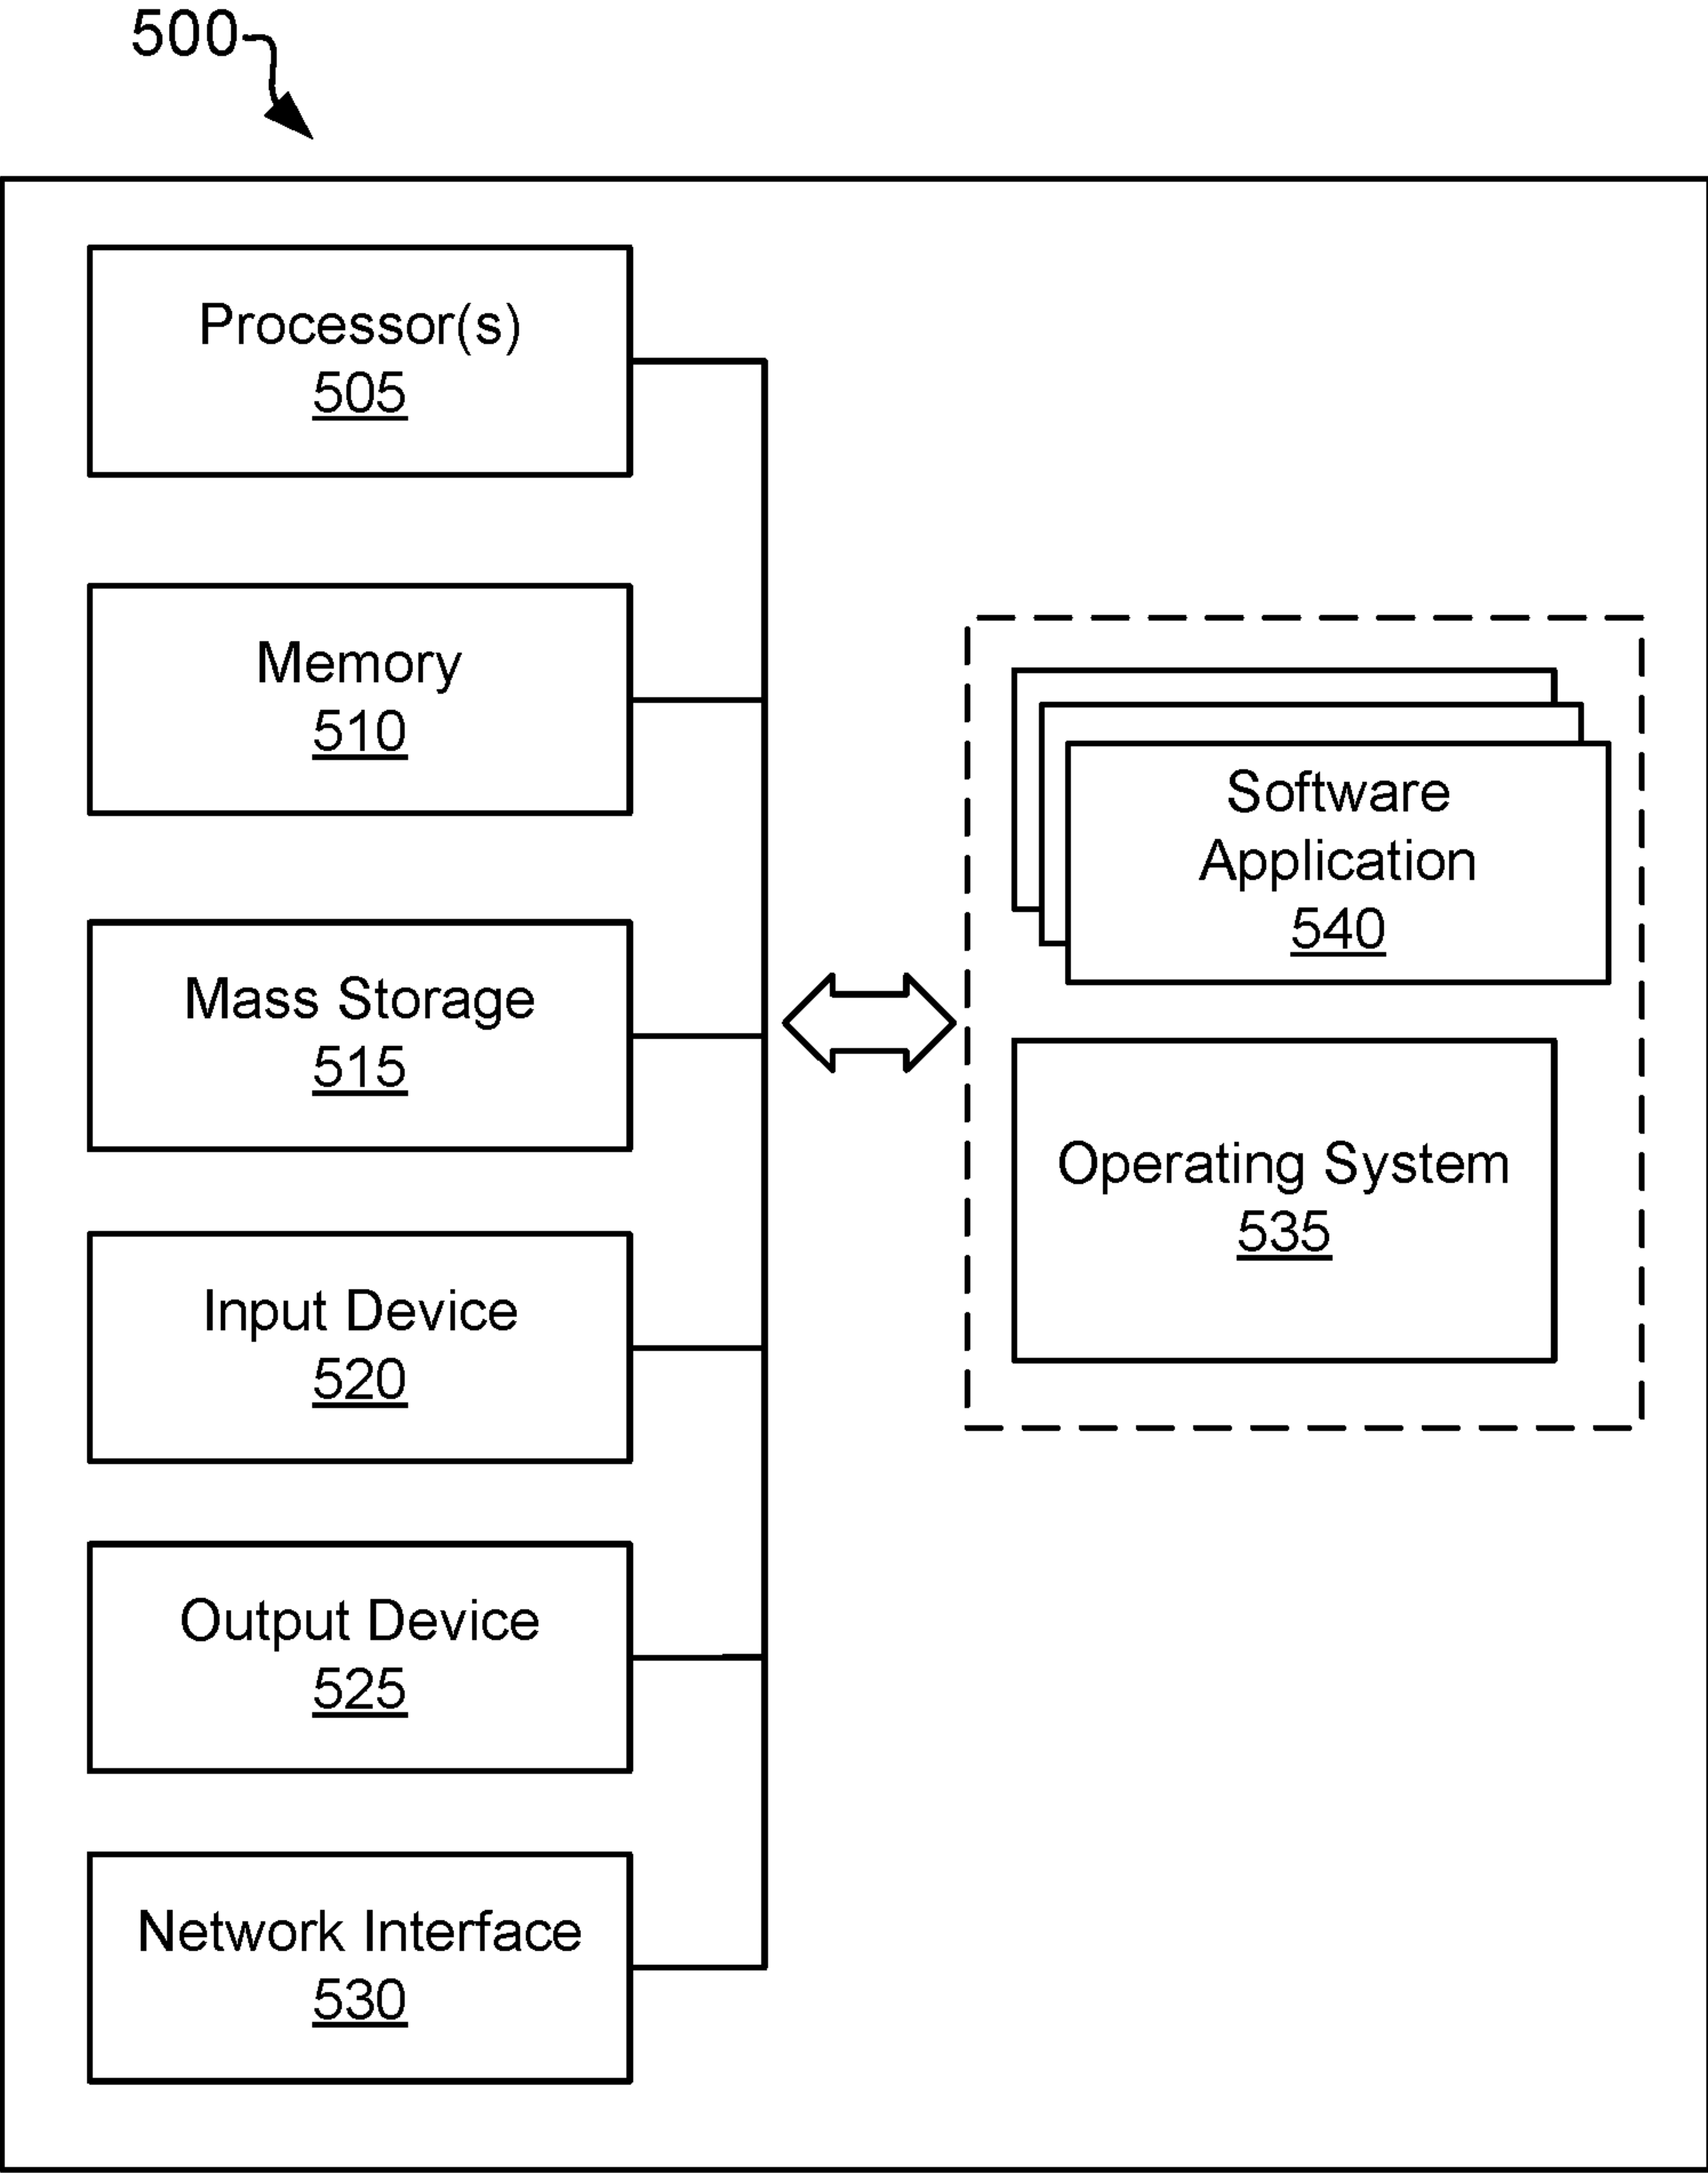 500
Processor(s)
505
Memory
510
Mass Storage
515
Input Device
520
Output Device
525
Network Interface
530
Software
Application
540
Operating System
535